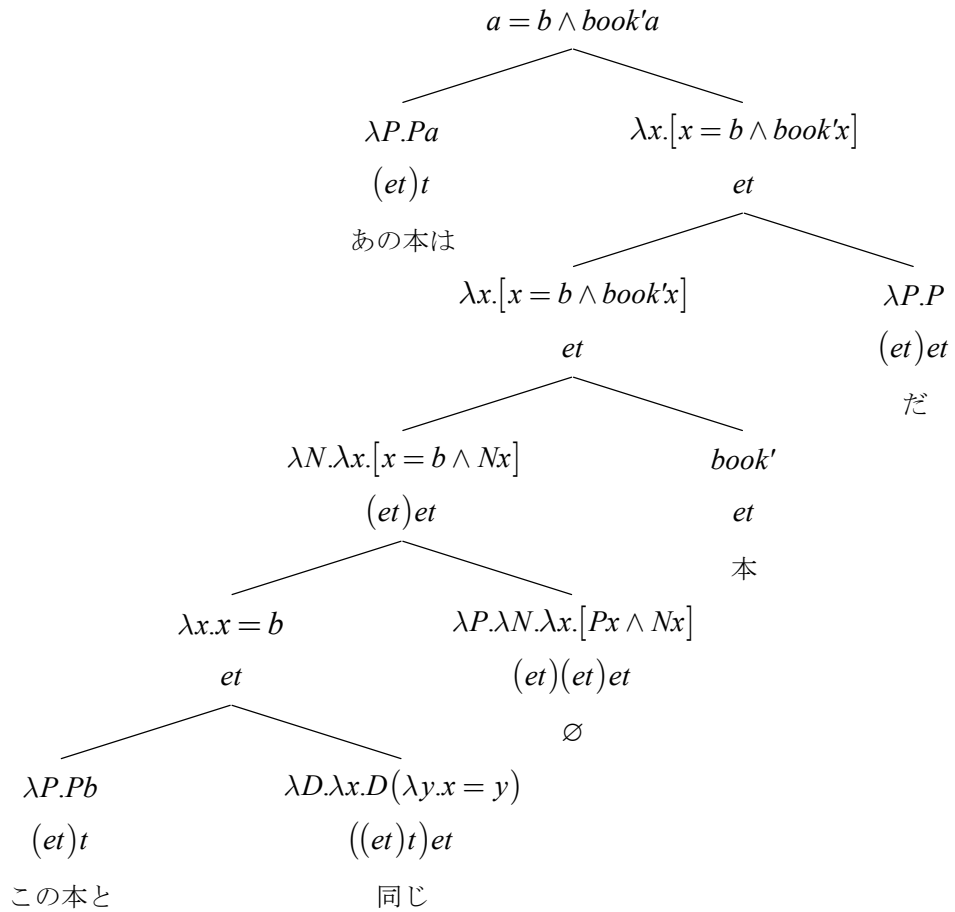 a = b ∧ book'a
λP.Pa λx.[x = b ∧ book'x]
(et)t et
あの本は
λx.[x = b ∧ book'x] λP.P
et (et)et
だ
λN.λx.[x = b ∧ Nx] book'
(et)et et
本
λx.x = b λP.λN.λx.[Px ∧ Nx]
et (et)(et)et
∅
λP.Pb λD.λx.D(λy.x = y)
(et)t ((et)t)et
この本と 同じ